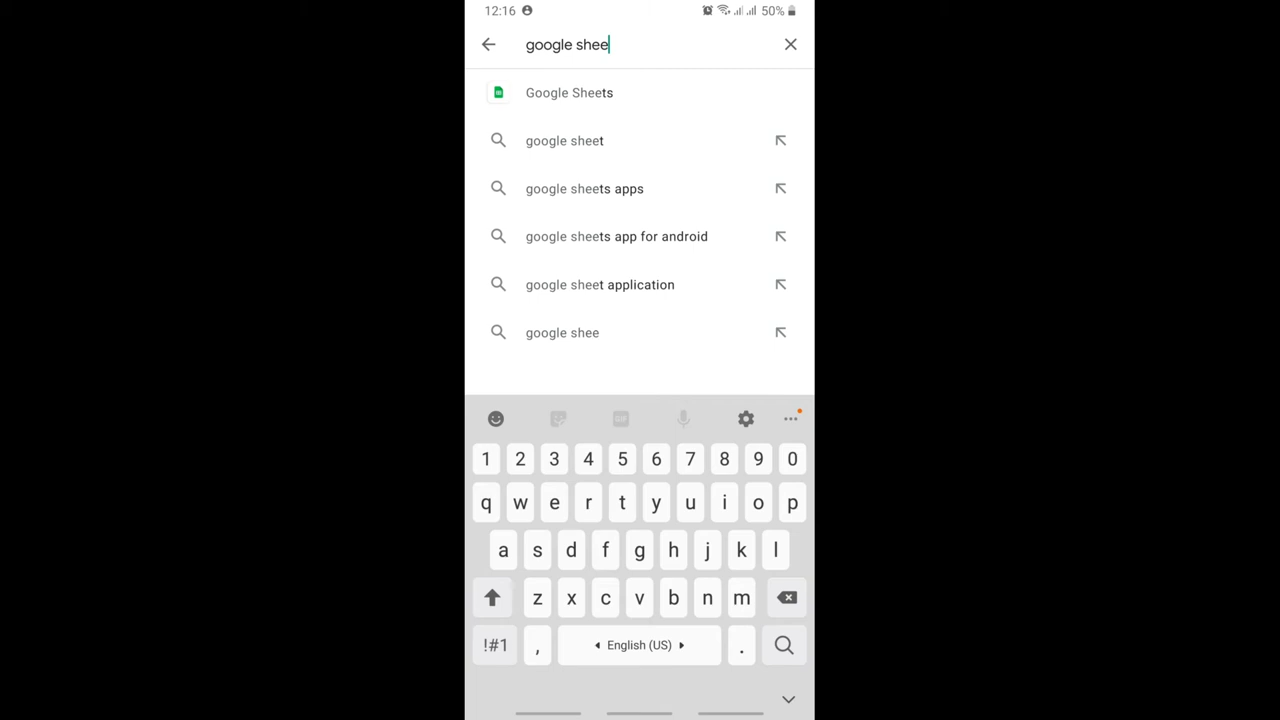 12:16 50%
google shee
Google Sheets
google sheet
google sheets apps
google sheets app for android
google sheet application
google shee
GIF
1 2 3 4 5 6 7 8 9 0
q w e r t y u i o p
a s d f g h j k l
z x c v b n m
!#1 , English (US) .